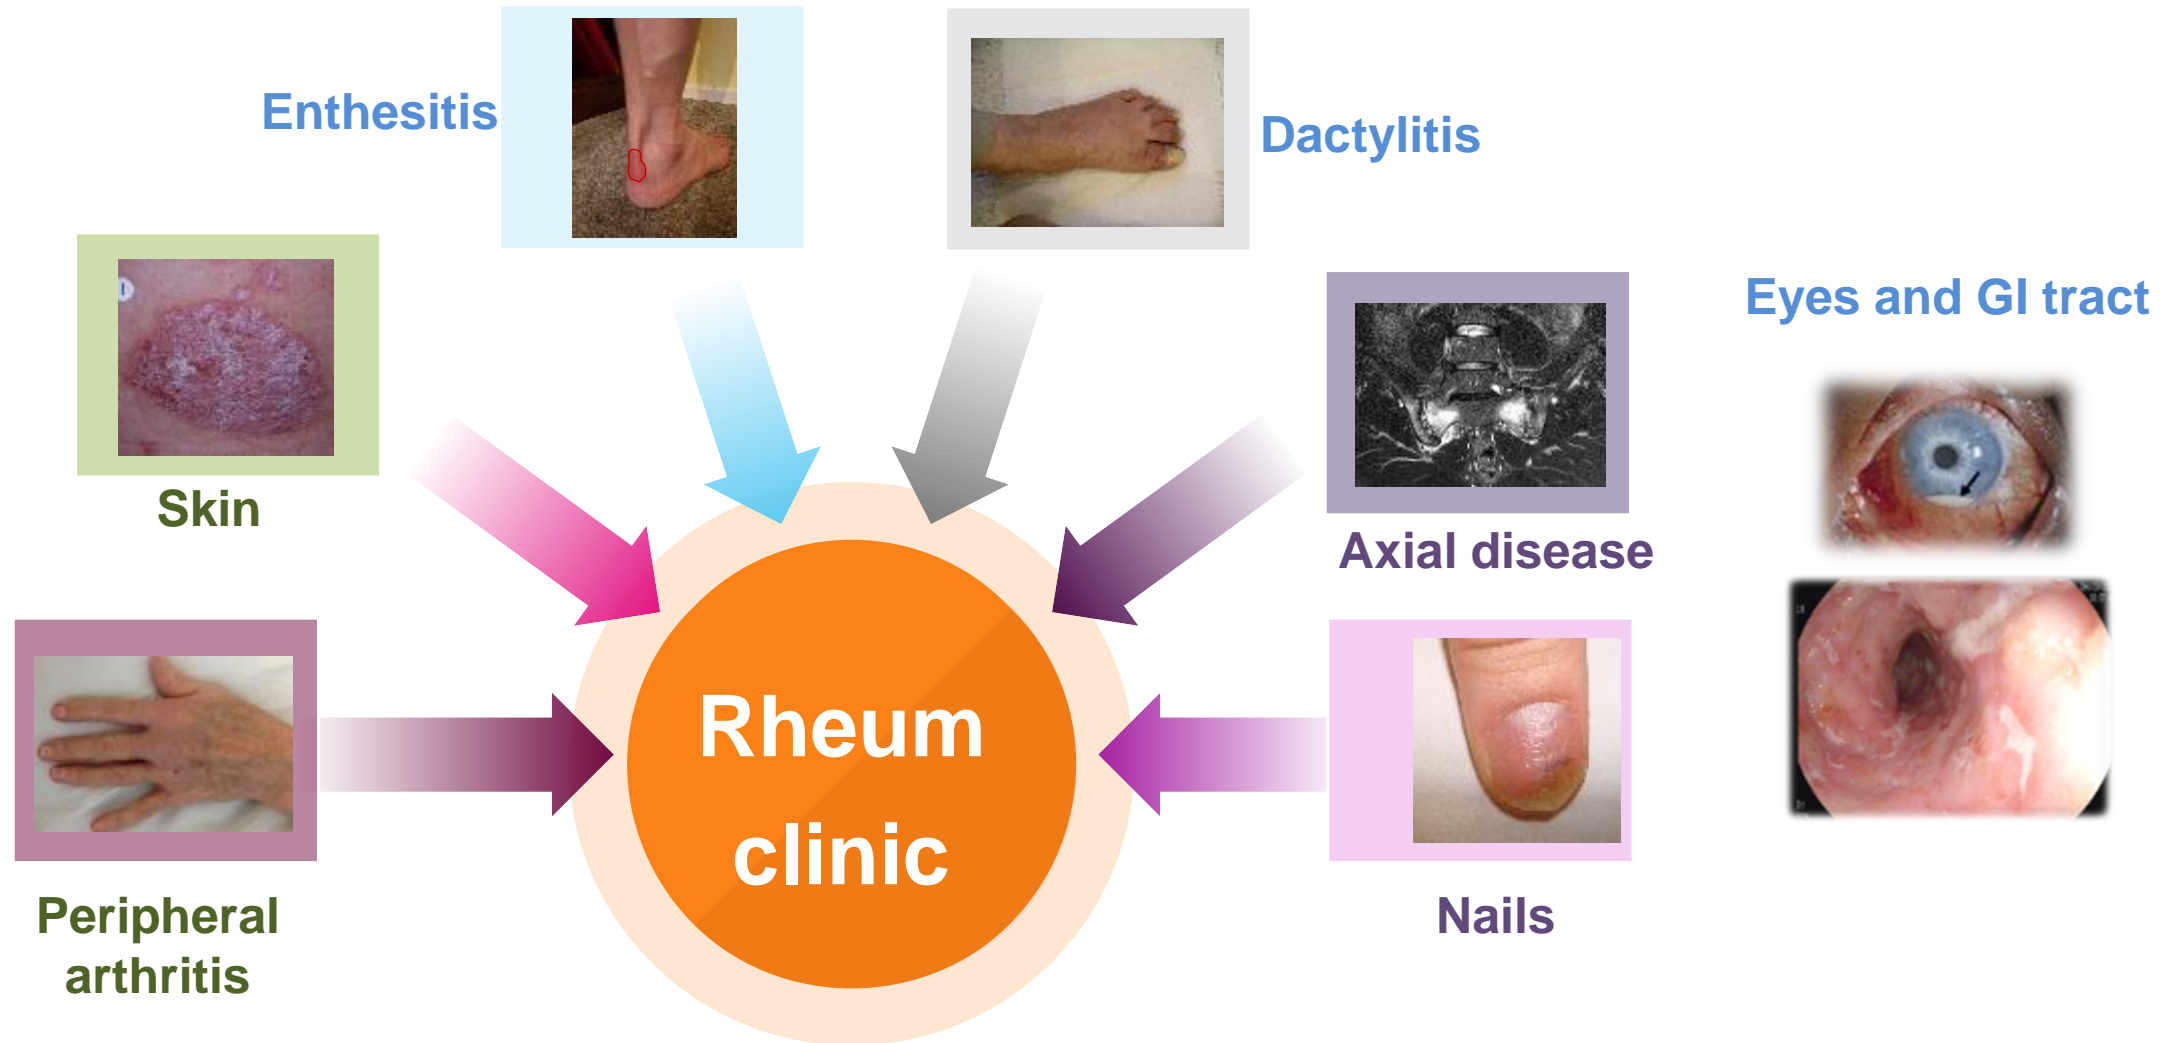 Enthesitis
Dactylitis
Skin
Axial disease
Eyes and GI tract
Peripheral
arthritis
Rheum
clinic
Nails